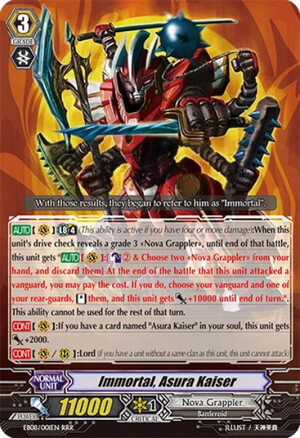 3
GRADE
With those results, they began to refer to him as "Immortal".
AUTO [V] LB4 (This ability is active if you have four or more damage):When this
unit's drive check reveals a grade 3 «Nova Grappler», until end of that battle,
this unit gets "AUTO [V]:[② & Choose two «Nova Grappler» from your
hand, and discard them] At the end of the battle that this unit attacked a
vanguard, you may pay the cost. If you do, choose your vanguard and one of
your rear-guards, and this unit gets +10000 until end of turn.".
This ability cannot be used for the rest of that turn.
CONT [V]:If you have a card named "Asura Kaiser" in your soul, this unit gets
+2000.
CONT [V]:Lord (If you have a unit without a same clan as this unit, this unit cannot attack)
NORMAL
UNIT
Immortal, Asura Kaiser
11000
1
CRITICAL
Nova Grappler
Battleroid
EB08/001EN RRR
ILLUST / 天神英貴